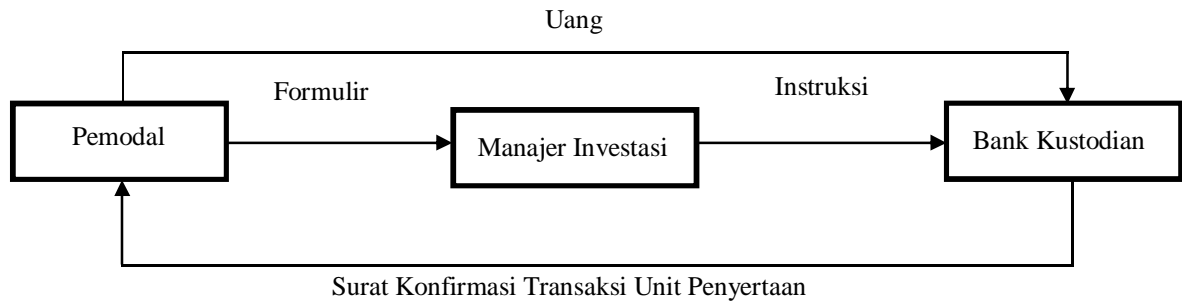 Uang
Formulir
Instruksi
Pemodal
Manajer Investasi
Bank Kustodian
Surat Konfirmasi Transaksi Unit Penyertaan